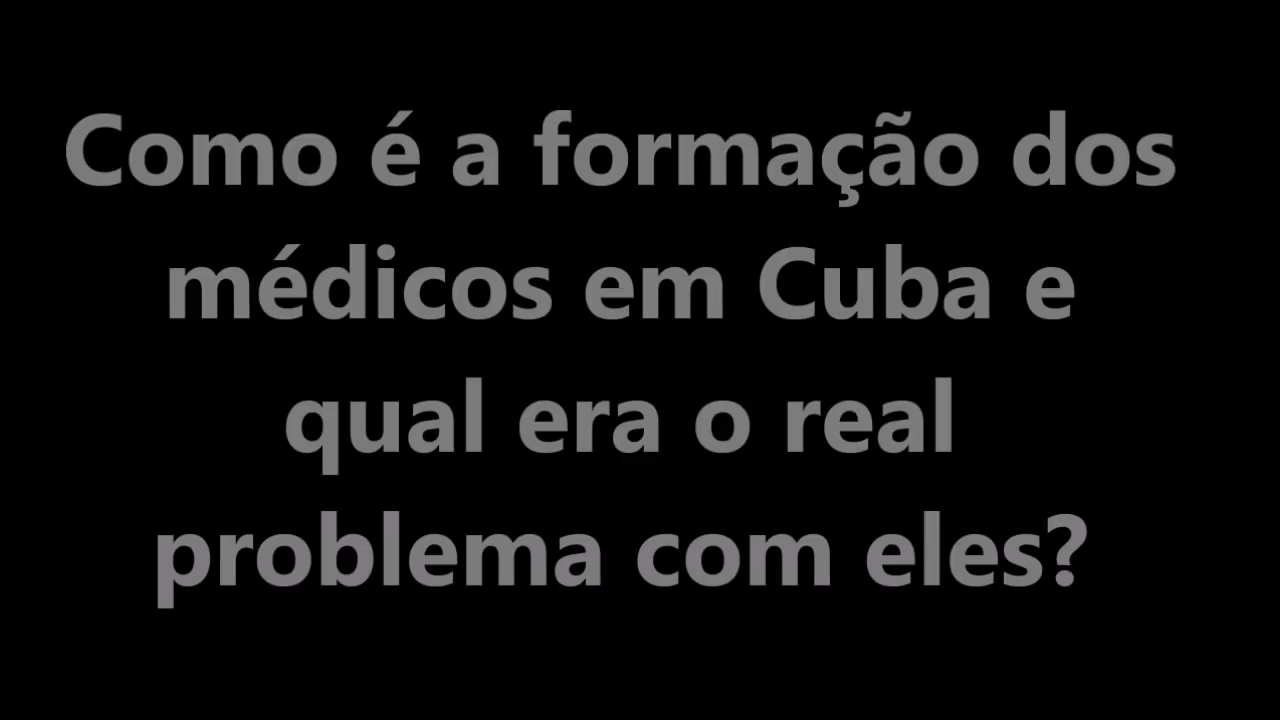 Como é a formação dos
médicos em Cuba e
qual era o real
problema com eles?